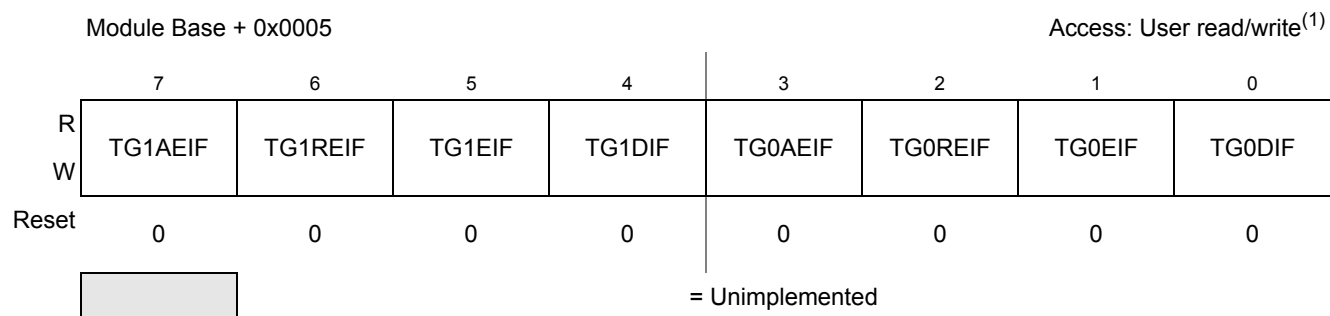 Module Base + 0x0005 Access: User read/write(1)
7 6 5 4 3 2 1 0
R
TG1AEIF TG1REIF TG1EIF TG1DIF TG0AEIF TG0REIF TG0EIF TG0DIF
W
Reset 0 0 0 0 0 0 0 0
= Unimplemented